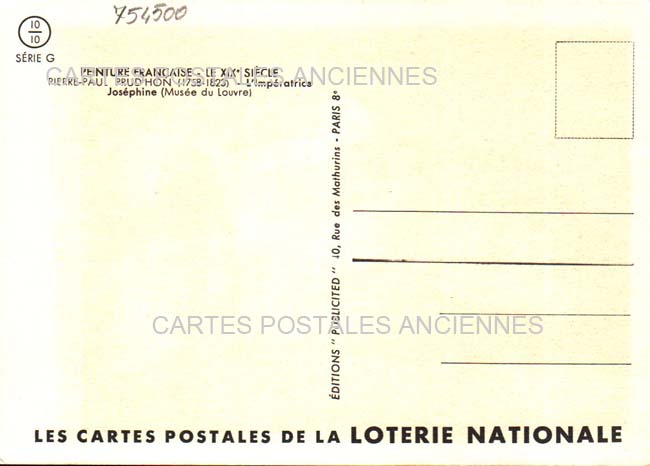 754500
10
10
SÉRIE G
PEINTURE FRANÇAISE - LE XIXe SIÈCLE
PIERRE-PAUL PRUD'HON (1758-1823) - L'Impératrice
Joséphine (Musée du Louvre)
CARTES POSTALES ANCIENNES
ÉDITIONS " PUBLICITED " 40, Rue des Mathurins - PARIS 8e
CARTES POSTALES ANCIENNES
LES CARTES POSTALES DE LA LOTERIE NATIONALE